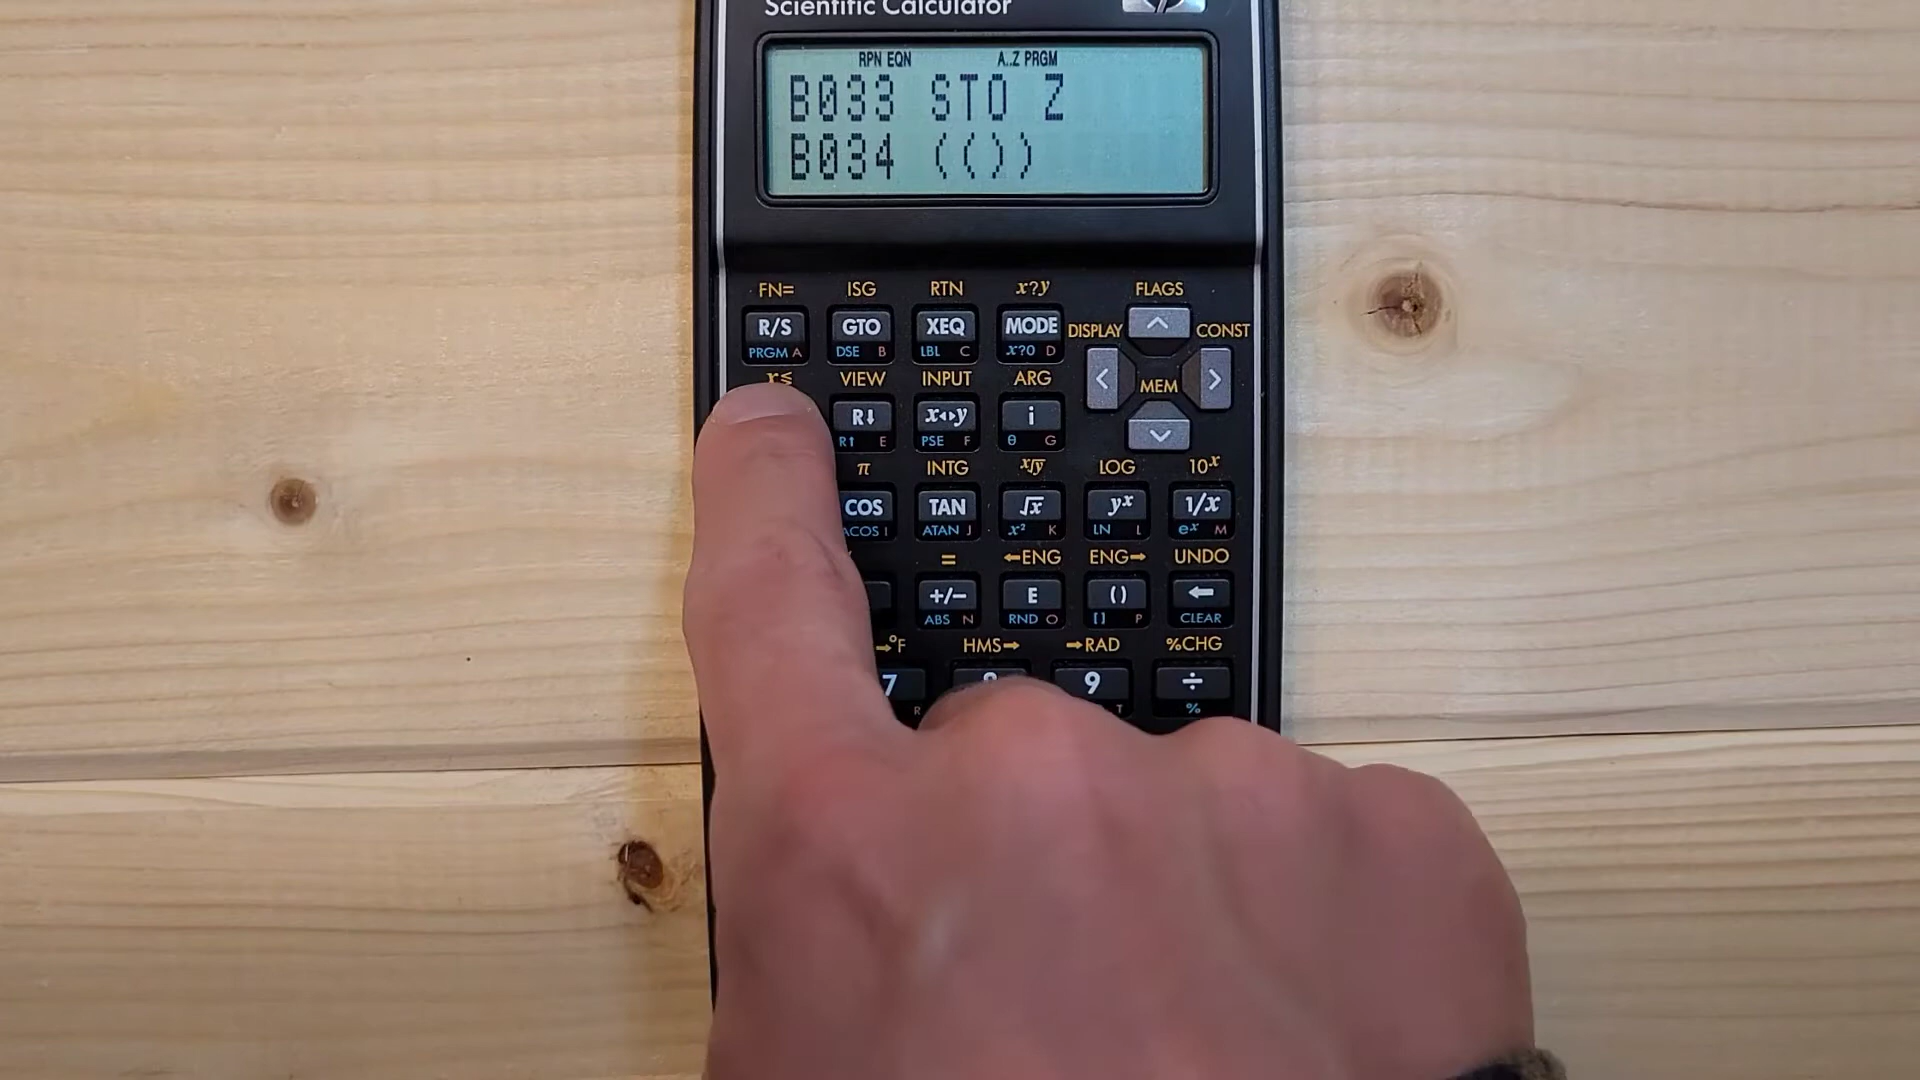 Scientific Calculator
RPN EQN A..Z PRGM
B033 STO Z
B034 (())
FN= ISG RTN x?y FLAGS
R/S GTO XEQ MODE DISPLAY CONST
PRGM A DSE B LBL C x?0 D
x≶ VIEW INPUT ARG MEM
R↓ x↔y i
R↑ E PSE F θ G
π INTG ˣ√y LOG 10ˣ
COS TAN √x yˣ 1/x
ACOS I ATAN J x² K LN L eˣ M
= ←ENG ENG→ UNDO
+/− E ()
ABS N RND O [] P CLEAR
→°F HMS→ →RAD %CHG
7 8 9 ÷
R T %